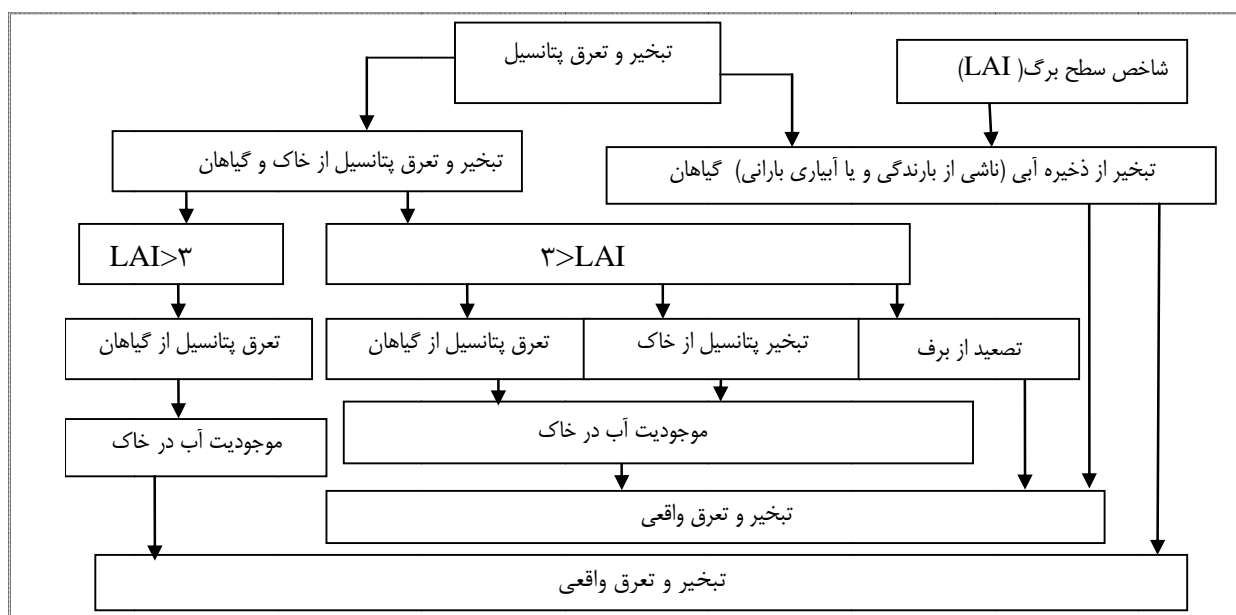 تبخیر و تعرق پتانسیل
شاخص سطح برگ( LAI)
تبخیر و تعرق پتانسیل از خاک و گیاهان
تبخیر از ذخیره آبی (ناشی از بارندگی و یا آبیاری بارانی) گیاهان
LAI>۳
۳>LAI
تعرق پتانسیل از گیاهان
تعرق پتانسیل از گیاهان
تبخیر پتانسیل از خاک
تصعید از برف
موجودیت آب در خاک
موجودیت آب در خاک
تبخیر و تعرق واقعی
تبخیر و تعرق واقعی